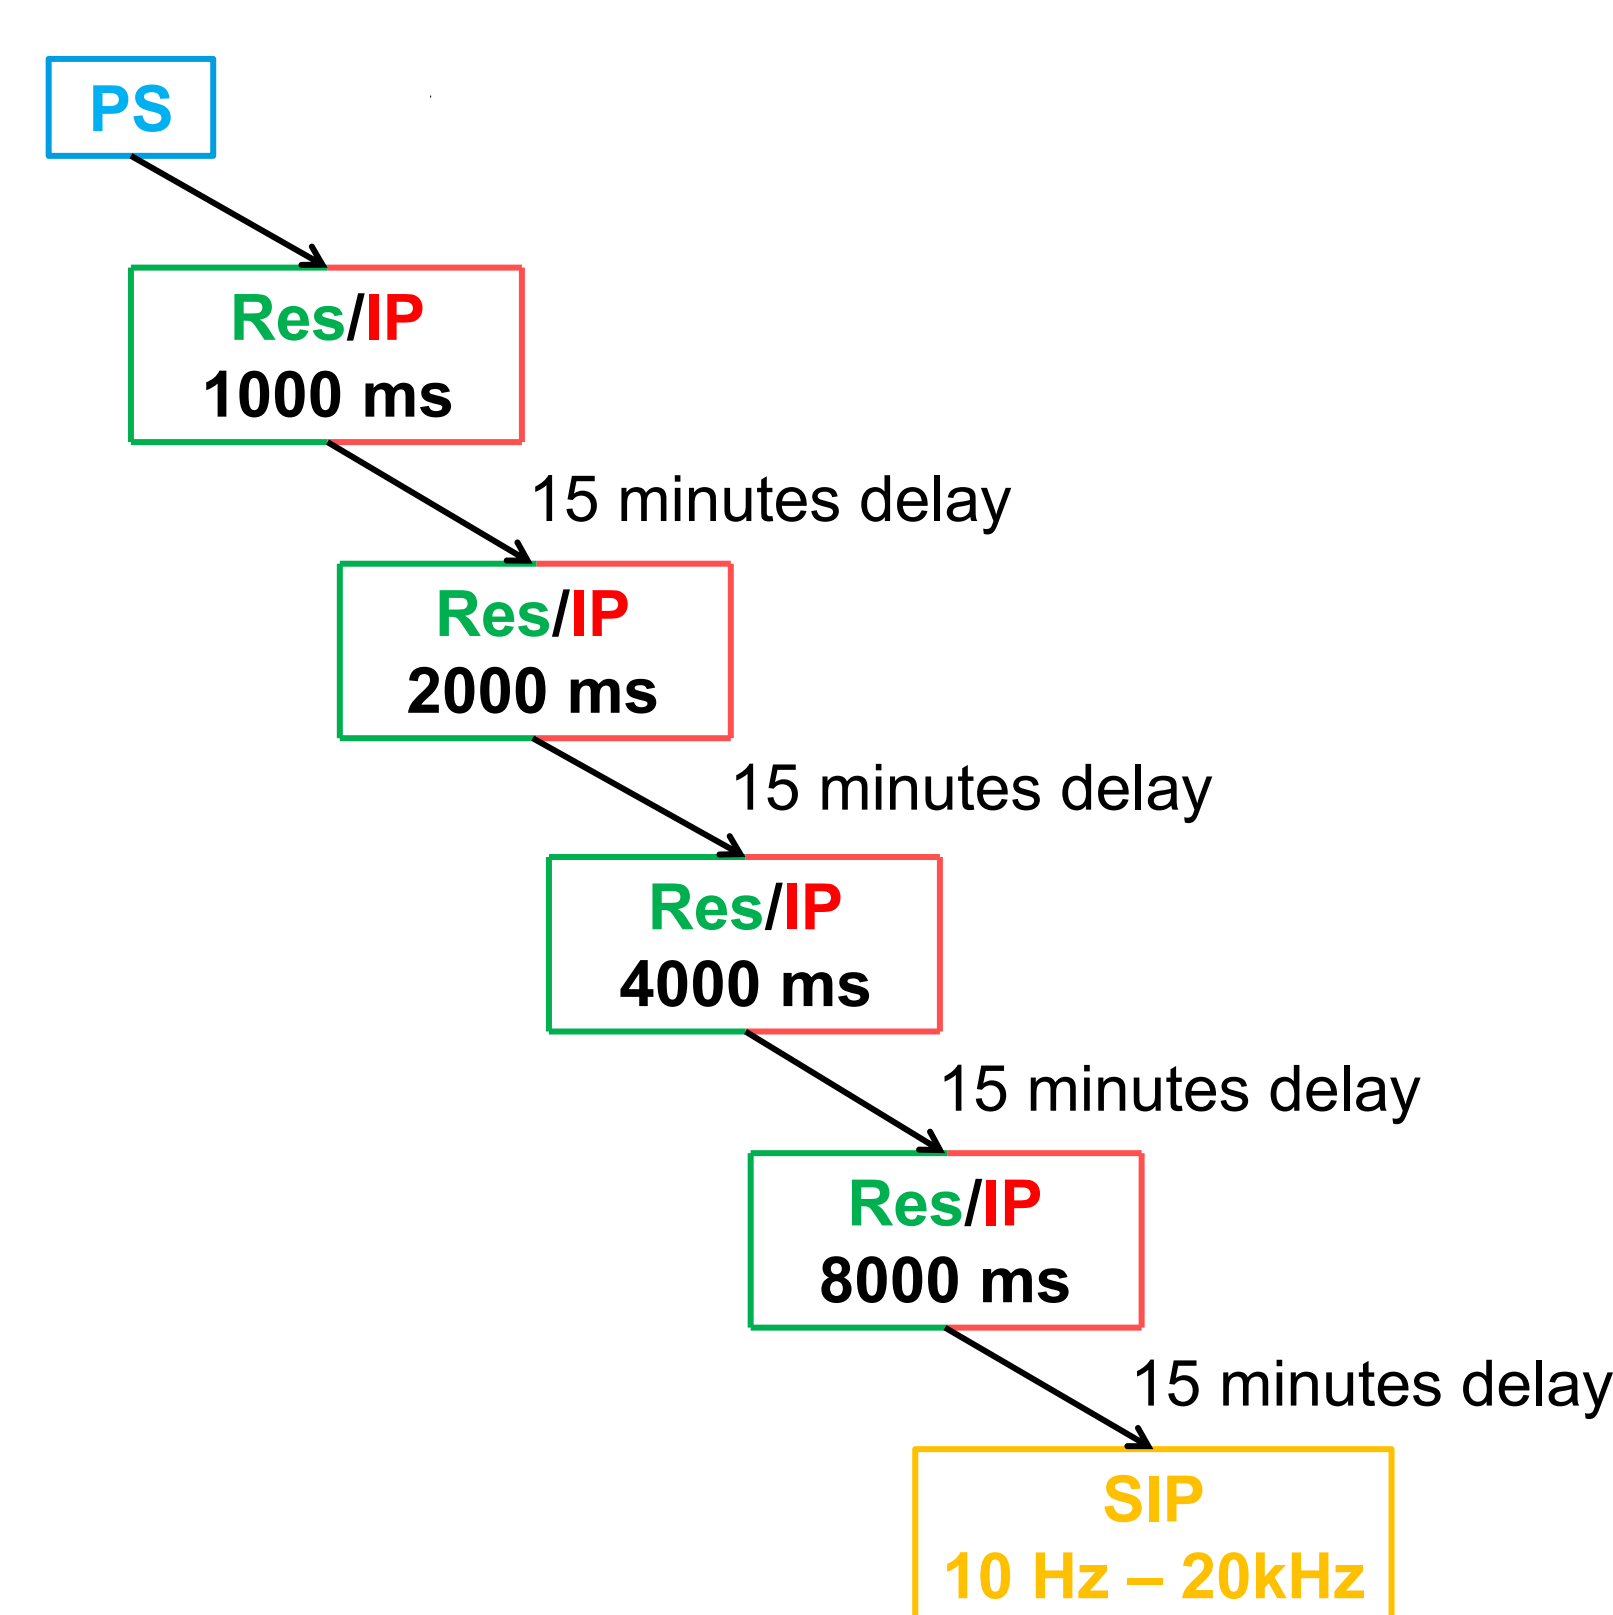 PS
Res/IP
1000 ms
15 minutes delay
Res/IP
2000 ms
15 minutes delay
Res/IP
4000 ms
15 minutes delay
Res/IP
8000 ms
15 minutes delay
SIP
10 Hz – 20kHz